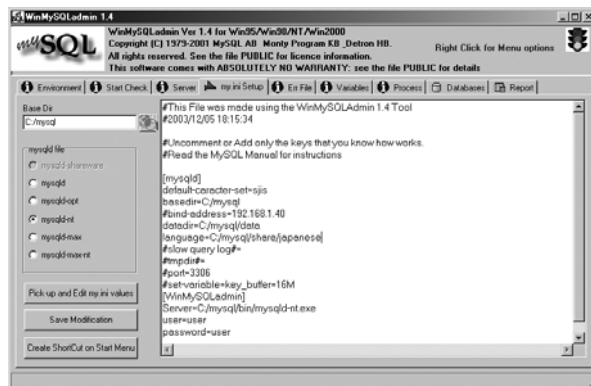 WinMySQLadmin 1.4
mySQL
WinMySQLadmin Ver 1.4 for Win95/Win98/NT/Win2000
Copyright (C) 1979-2001 MySQL AB Monty Program KB _Detron HB.
All rights reserved. See the file PUBLIC for licence information.
This software comes with ABSOLUTELY NO WARRANTY: see the file PUBLIC for details
Right Click for Menu options
Environment
Start Check
Server
my.ini Setup
Err File
Variables
Process
Databases
Report
Base Dir
C:/mysql
mysqld file
mysqld-shareware
mysqld
mysqld-opt
mysqld-nt
mysqld-max
mysqld-max-nt
Pick-up and Edit my.ini values
Save Modification
Create ShortCut on Start Menu
#This File was made using the WinMySQLAdmin 1.4 Tool
#2003/12/05 18:15:34
#Uncomment or Add only the keys that you know how works.
#Read the MySQL Manual for instructions
[mysqld]
default-caracter-set=sjis
basedir=C:/mysql
#bind-address=192.168.1.40
datadir=C:/mysql/data
language=C:/mysql/share/japanese
#slow query log#=
#tmpdir#=
#port=3306
#set-variable=key_buffer=16M
[WinMySQLadmin]
Server=C:/mysql/bin/mysqld-nt.exe
user=user
password=user